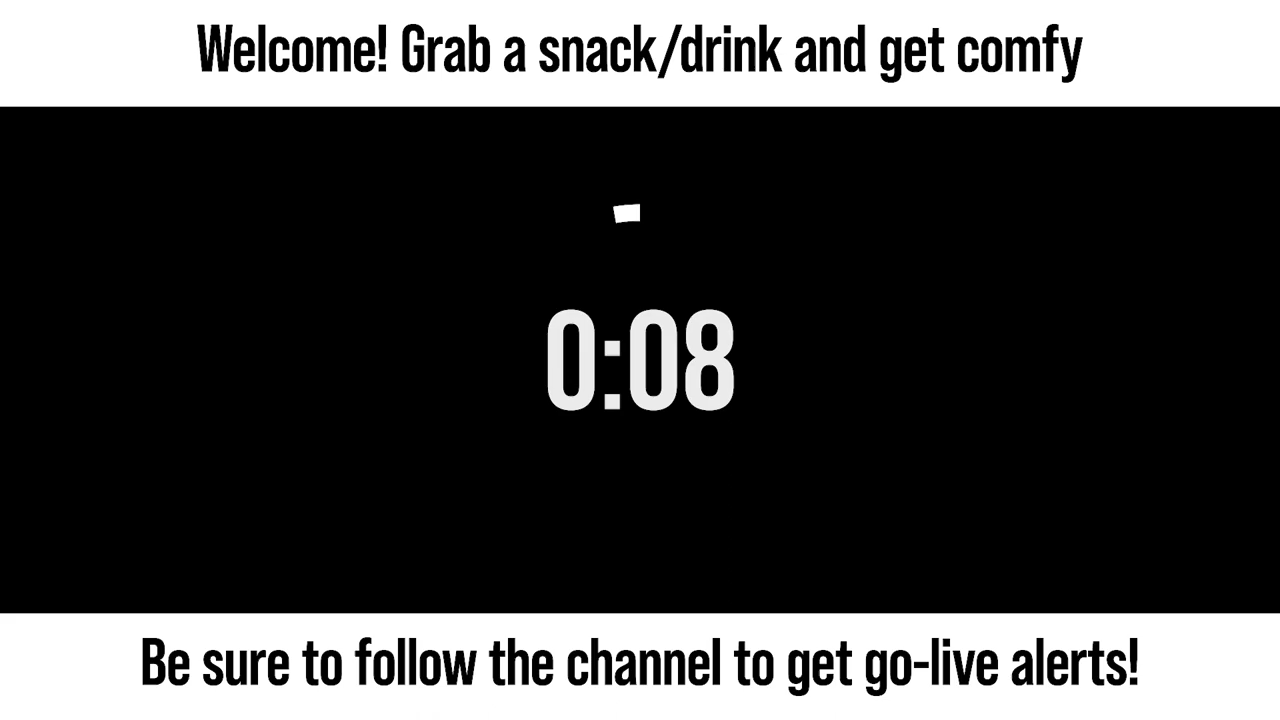 Welcome! Grab a snack/drink and get comfy
0:08
Be sure to follow the channel to get go-live alerts!